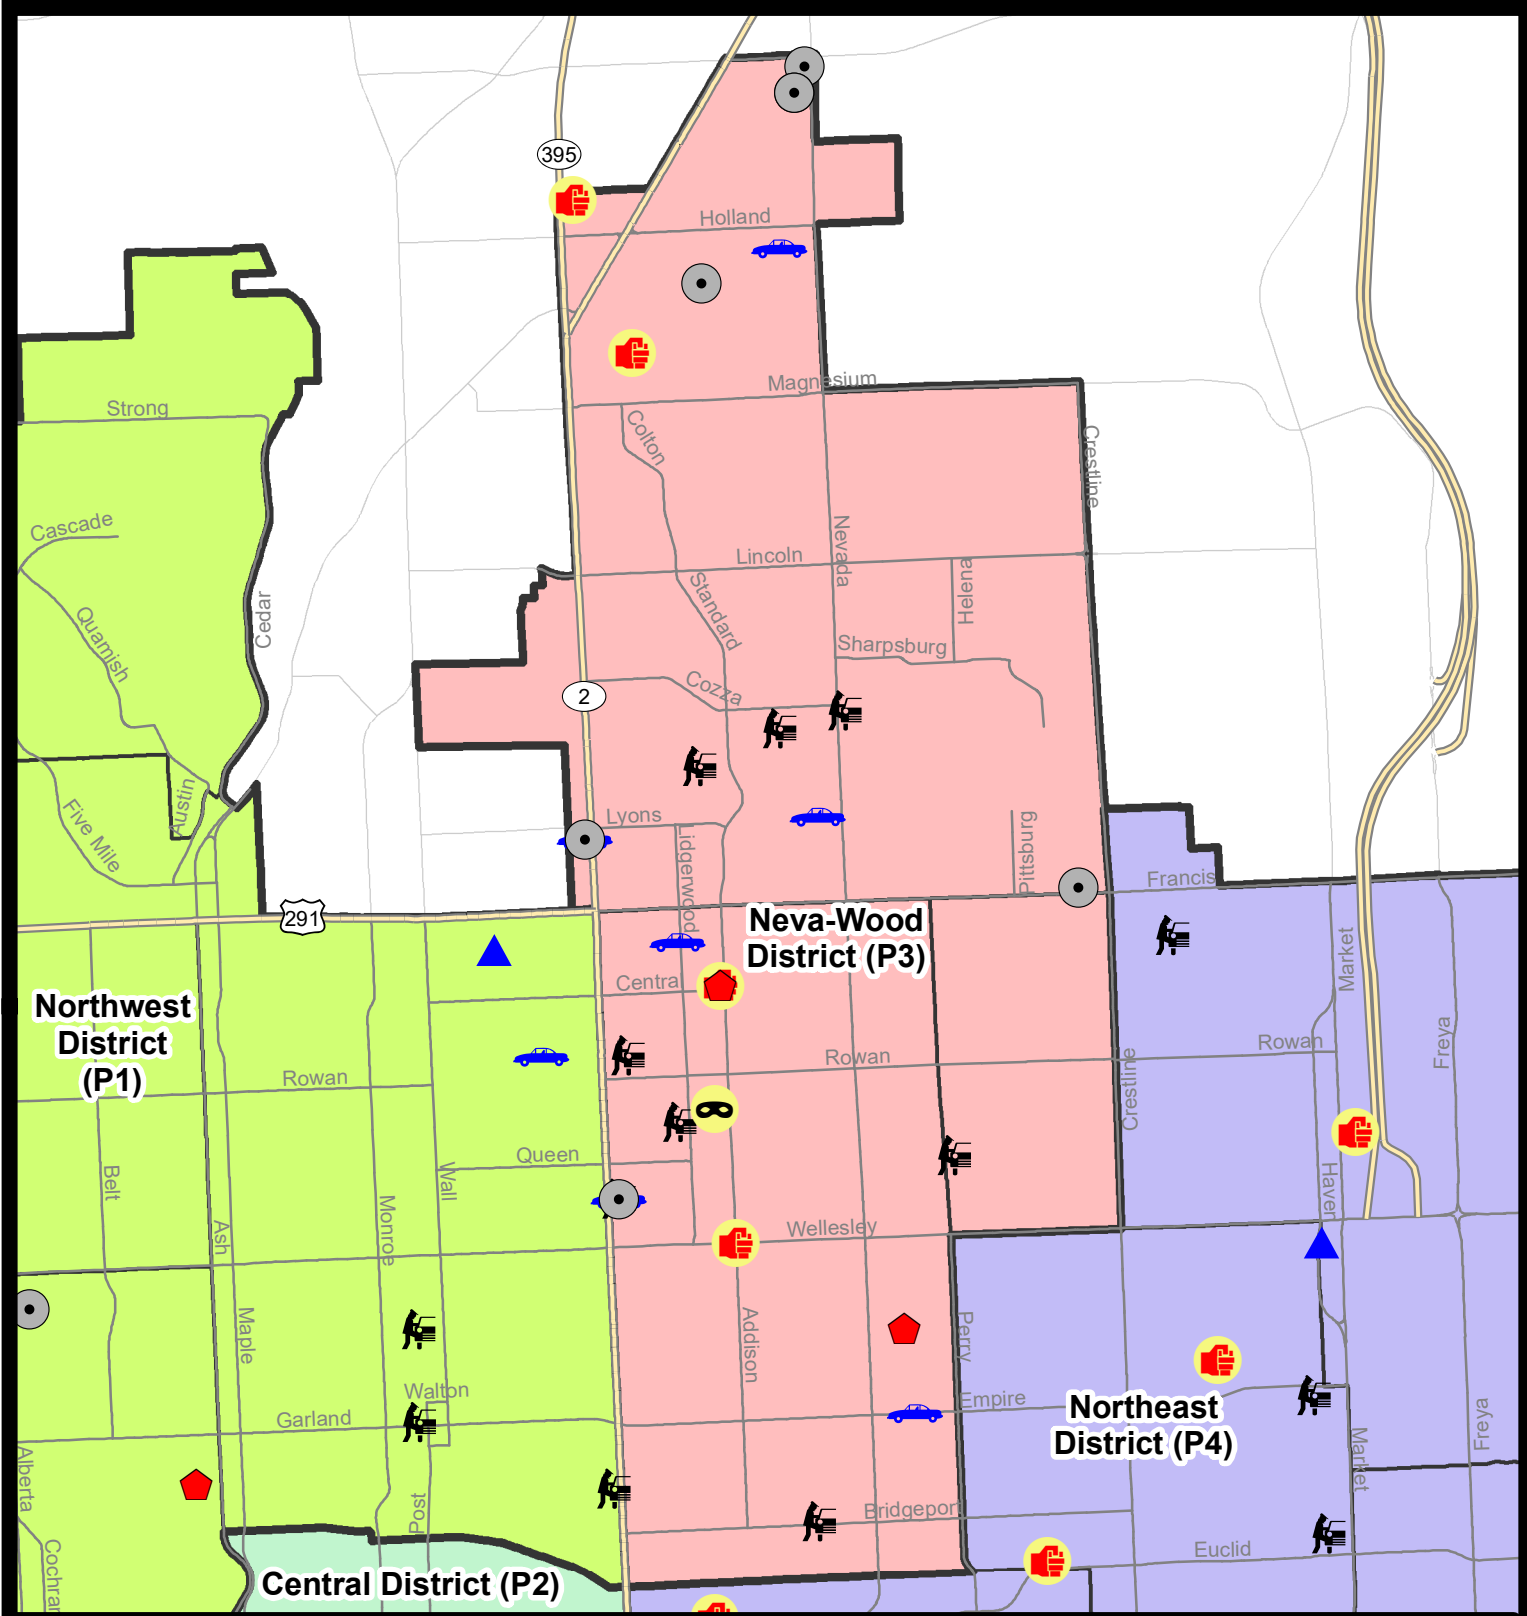 395
Holland
Magnesium
Strong
Colton
Crestline
Cascade
Nevada
Lincoln
Helena
Standard
Cedar
Quamish
Sharpsburg
Cozza
2
Austin
Five Mile
Lyons
Lidgerwood
Pittsburg
Francis
291
Neva-Wood
District (P3)
Market
Central
Northwest
District
(P1)
Freya
Rowan
Rowan
Rowan
Crestline
Queen
Belt
Wall
Haven
Monroe
Ash
Wellesley
Maple
Addison
Perry
Walton
Empire
Northeast
District (P4)
Garland
Freya
Alberta
Market
Post
Bridgeport
Euclid
Cochran
Central District (P2)